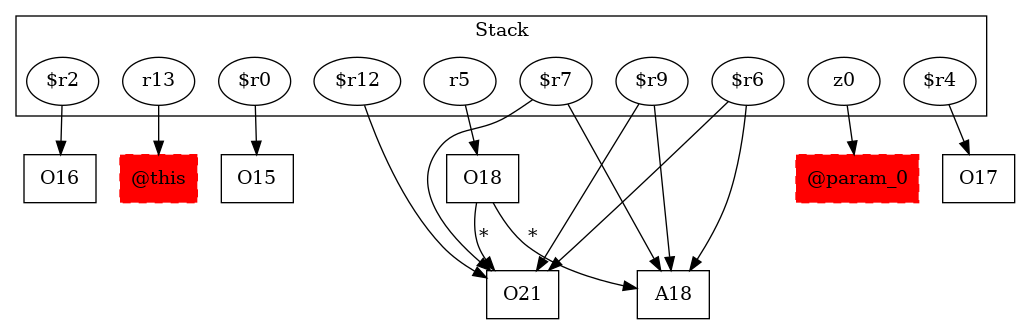 Stack
$r2 r13 $r0 $r12 r5 $r7 $r9 $r6 z0 $r4
O16 @this O15 O18 @param_0 O17
* *
O21 A18